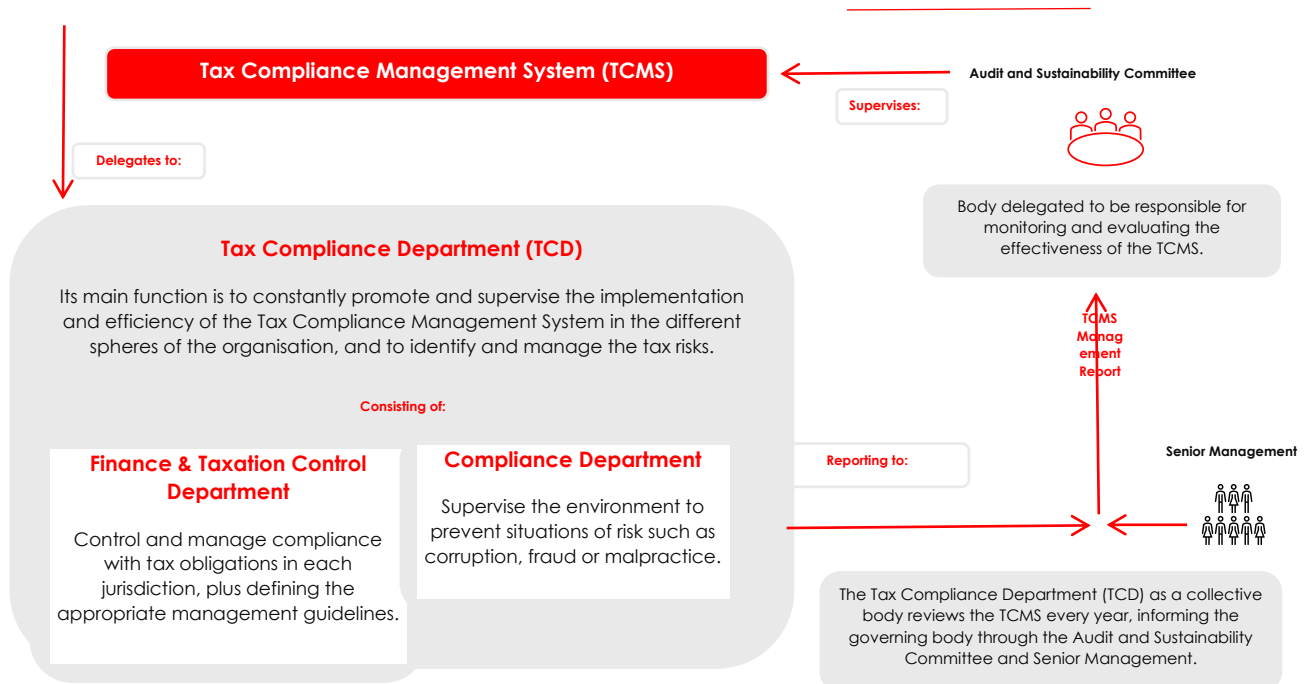 Tax Compliance Management System (TCMS)
Audit and Sustainability Committee
Supervises:
Delegates to:
Body delegated to be responsible for
monitoring and evaluating the
effectiveness of the TCMS.
Tax Compliance Department (TCD)
Its main function is to constantly promote and supervise the implementation
and efficiency of the Tax Compliance Management System in the different
spheres of the organisation, and to identify and manage the tax risks.
TCMS
Manag
ement
Report
Consisting of:
Finance & Taxation Control
Department
Control and manage compliance
with tax obligations in each
jurisdiction, plus defining the
appropriate management guidelines.
Compliance Department
Supervise the environment to
prevent situations of risk such as
corruption, fraud or malpractice.
Reporting to:
Senior Management
The Tax Compliance Department (TCD) as a collective
body reviews the TCMS every year, informing the
governing body through the Audit and Sustainability
Committee and Senior Management.